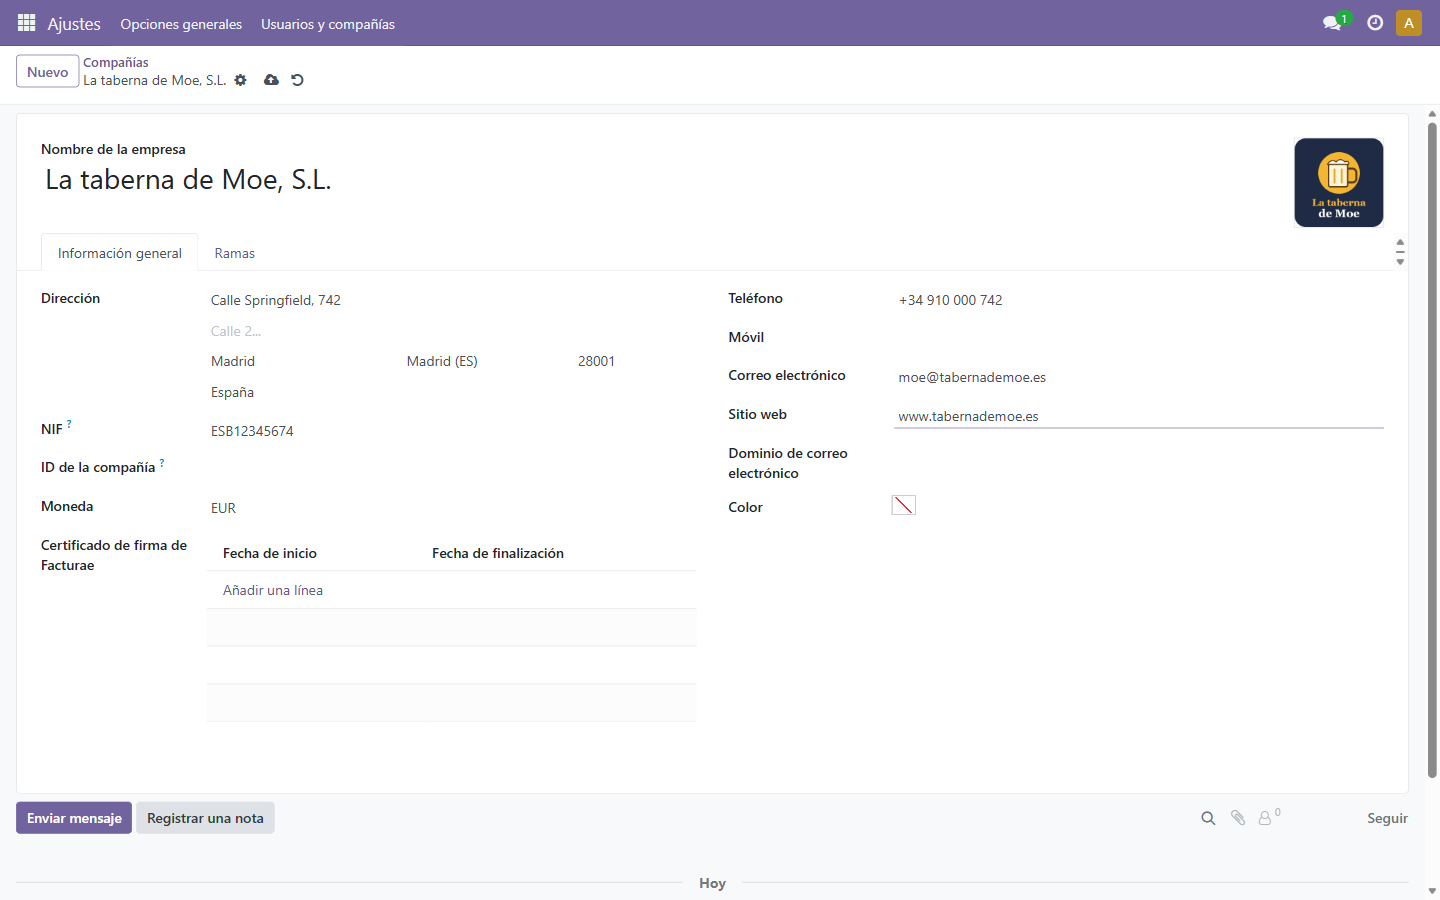 Ajustes Opciones generales Usuarios y compañías 1 A
Nuevo
Compañías
La taberna de Moe, S.L.
Nombre de la empresa
La taberna de Moe, S.L.
La taberna
de Moe
Información general Ramas
Dirección
Calle Springfield, 742
Calle 2...
Madrid Madrid (ES) 28001
España
NIF ?
ESB12345674
ID de la compañía ?
Moneda
EUR
Certificado de firma de
Facturae
Fecha de inicio Fecha de finalización
Añadir una línea
Teléfono
+34 910 000 742
Móvil
Correo electrónico
moe@tabernademoe.es
Sitio web
www.tabernademoe.es
Dominio de correo
electrónico
Color
Enviar mensaje Registrar una nota 0 Seguir
Hoy